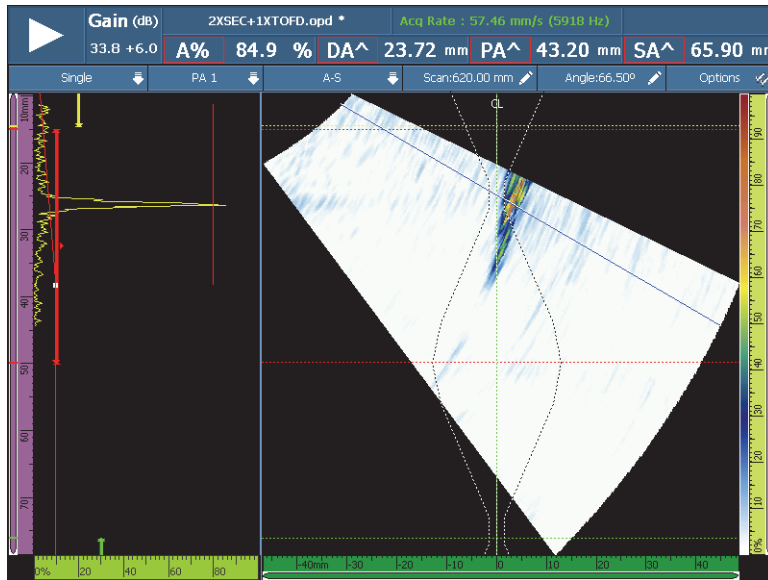 Gain (dB) 2XSEC+1XTOFD.opd * Acq Rate : 57.46 mm/s (5918 Hz)
33.8 +6.0 A% 84.9 % DA^ 23.72 mm PA^ 43.20 mm SA^ 65.90 mm
Single PA 1 A-S Scan:620.00 mm Angle:66.50º Options
CL
10mm
20
30
40
50
60
70
0% 20 40 60 80
-40mm -30 -20 -10 0 10 20 30 40
90
80
70
60
50
40
30
20
10
0%